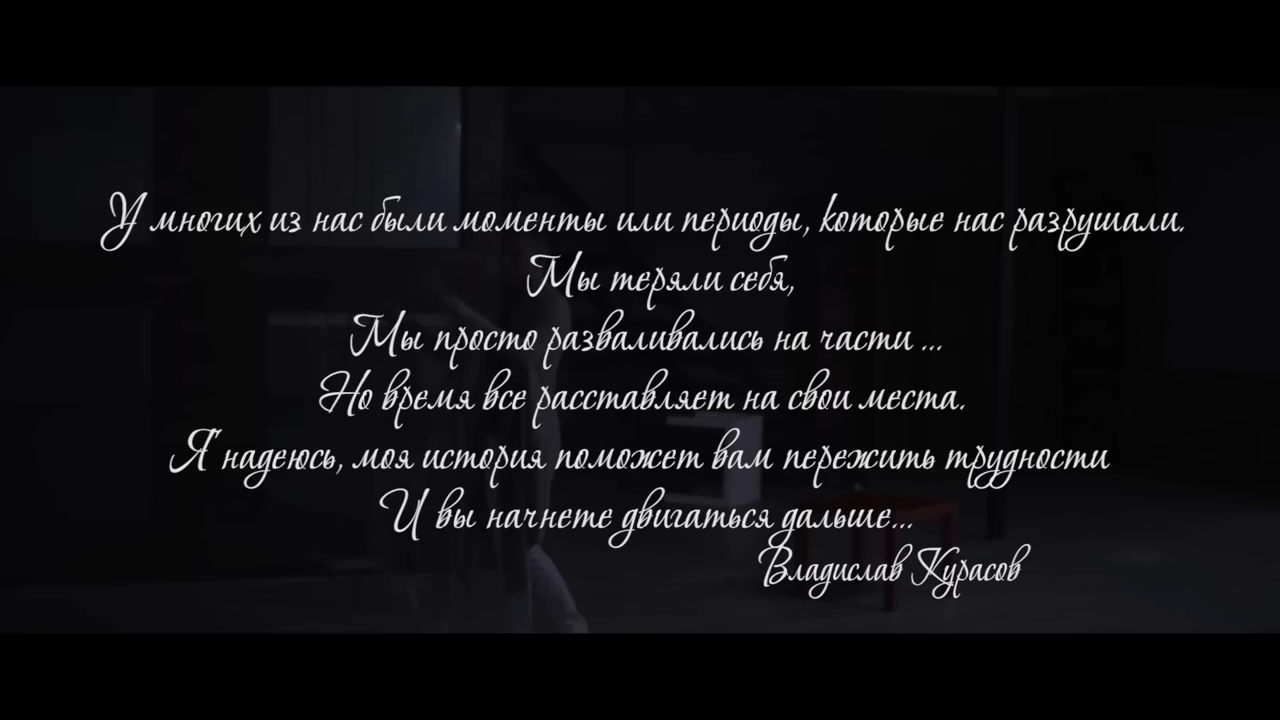 У многих из нас были моменты или периоды, которые нас разрушали.
Мы теряли себя,
Мы просто разваливались на части ...
Но время все расставляет на свои места.
Я надеюсь, моя история поможет вам пережить трудности
И вы начнете двигаться дальше...
Владислав Курасов